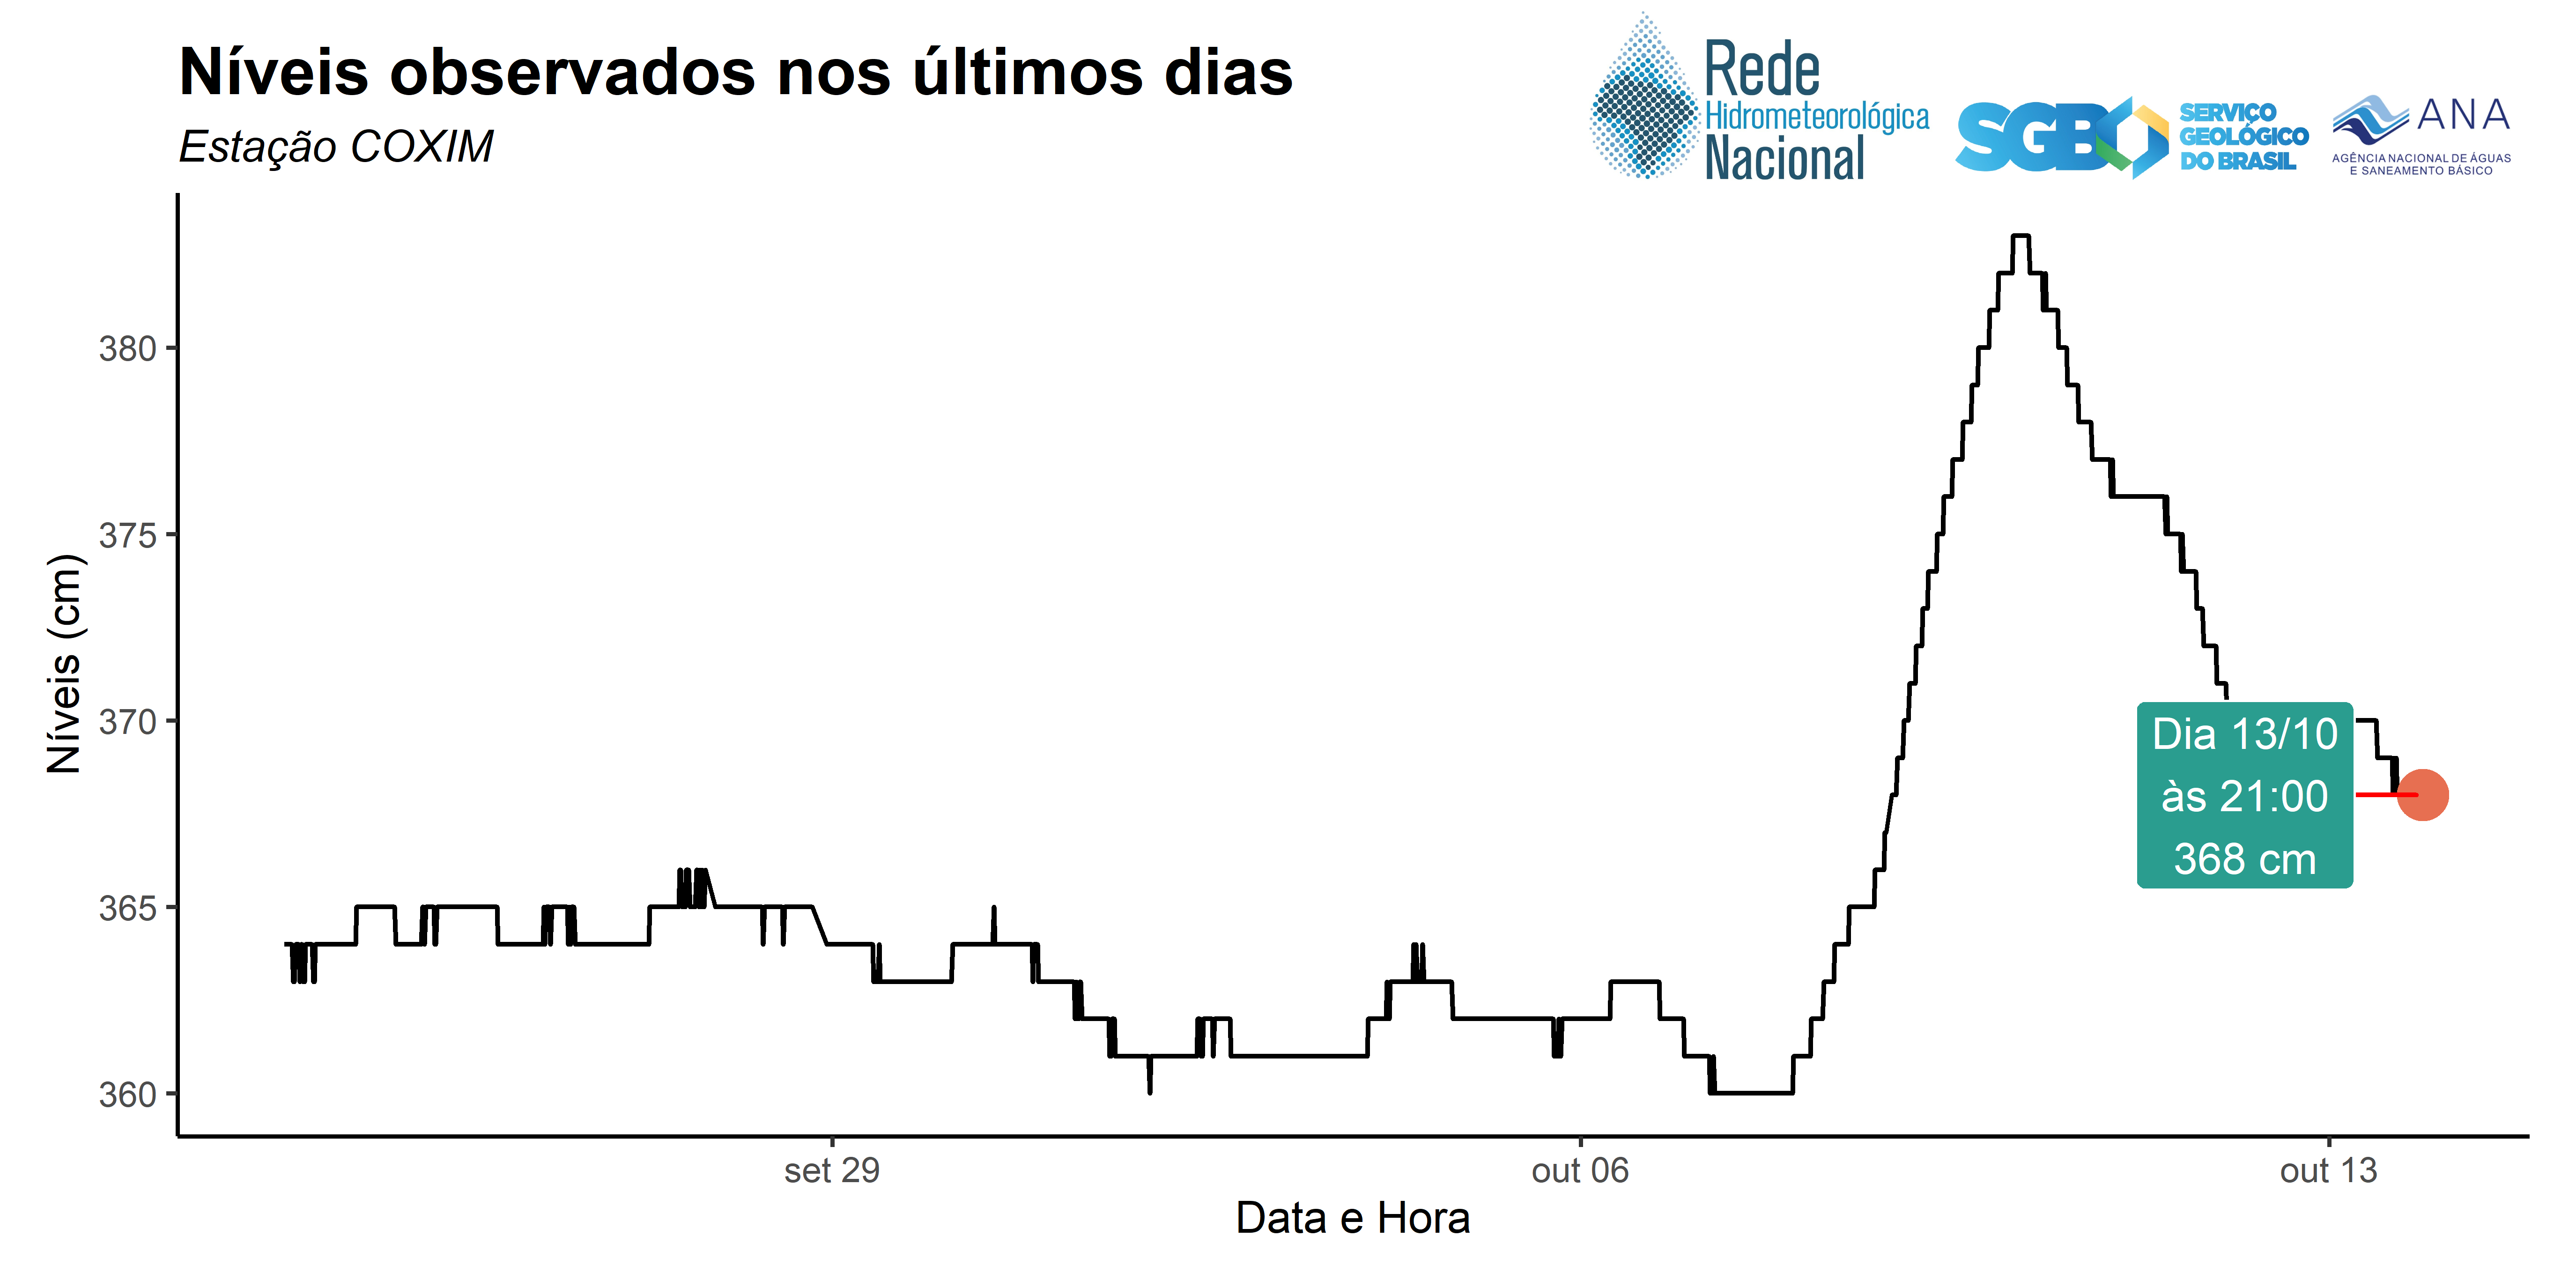 Níveis observados nos últimos dias
Estação COXIM
Rede
Hidrometeorológica
Nacional
SGB
SERVIÇO
GEOLÓGICO
DO BRASIL
ANA
AGÊNCIA NACIONAL DE ÁGUAS
E SANEAMENTO BÁSICO
Níveis (cm)
380
375
370
365
360
Dia 13/10
às 21:00
368 cm
set 29
out 06
out 13
Data e Hora